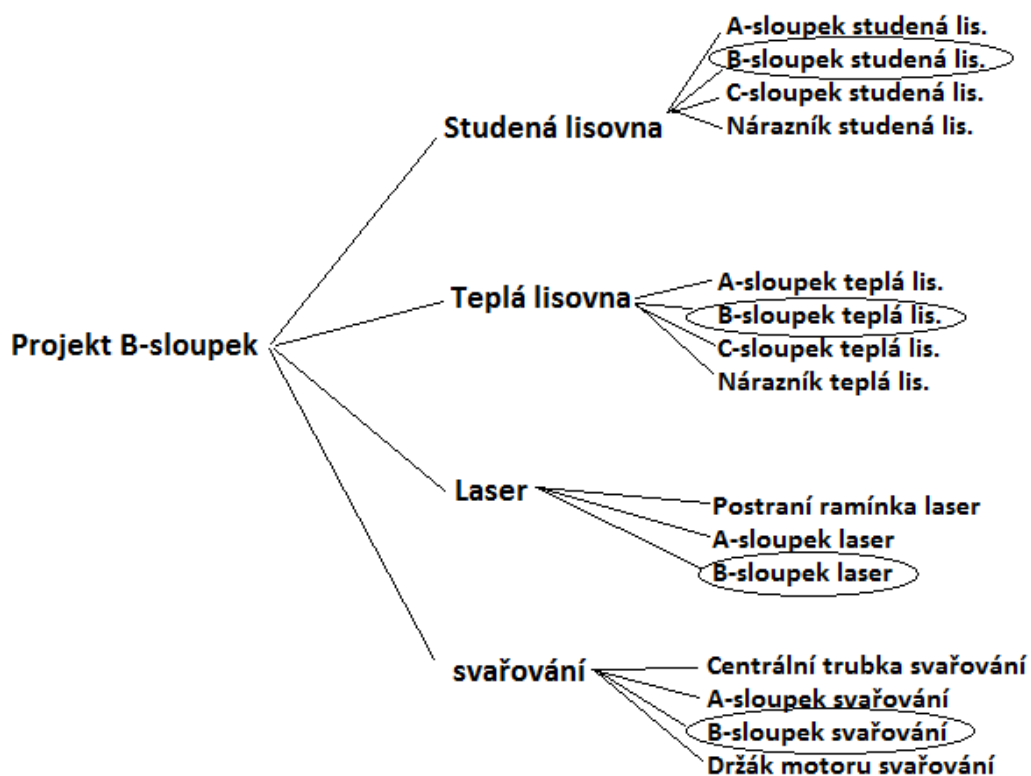 Projekt B-sloupek
Studená lisovna
A-sloupek studená lis.
B-sloupek studená lis.
C-sloupek studená lis.
Nárazník studená lis.
Teplá lisovna
A-sloupek teplá lis.
B-sloupek teplá lis.
C-sloupek teplá lis.
Nárazník teplá lis.
Laser
Postraní ramínka laser
A-sloupek laser
B-sloupek laser
svařování
Centrální trubka svařování
A-sloupek svařování
B-sloupek svařování
Držák motoru svařování